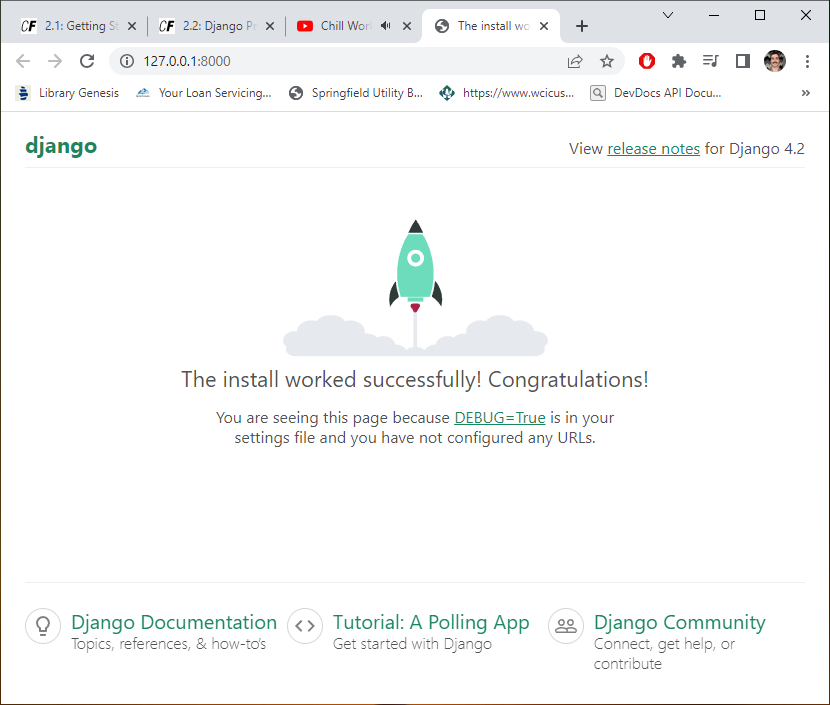 CF 2.1: Getting St
CF 2.2: Django Pr
Chill Work
The install wo
127.0.0.1:8000
Library Genesis
Your Loan Servicing...
Springfield Utility B...
https://www.wcicus...
DevDocs API Docu...
django
View release notes for Django 4.2
The install worked successfully! Congratulations!
You are seeing this page because DEBUG=True is in your
settings file and you have not configured any URLs.
Django Documentation
Topics, references, & how-to's
Tutorial: A Polling App
Get started with Django
Django Community
Connect, get help, or
contribute